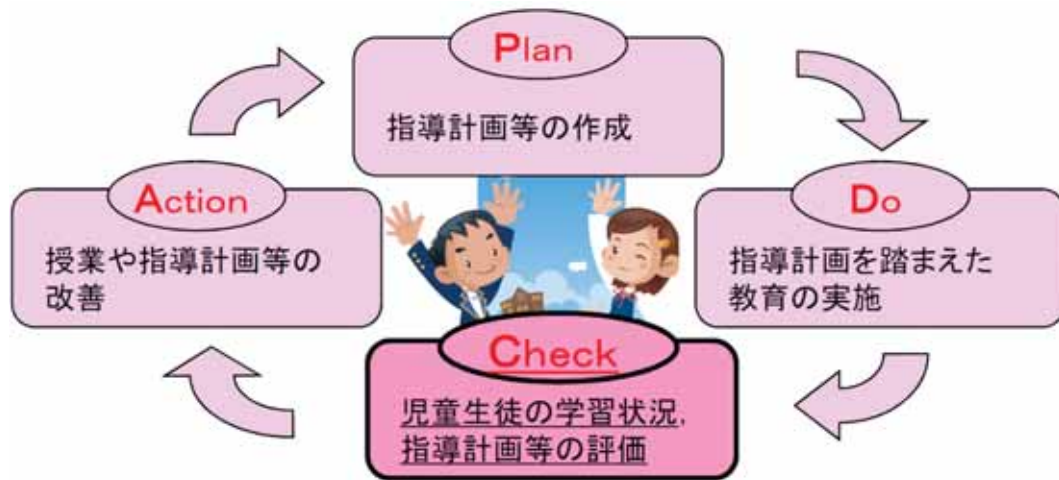 Plan
指導計画等の作成
Do
指導計画を踏まえた
教育の実施
Check
児童生徒の学習状況,
指導計画等の評価
Action
授業や指導計画等の
改善